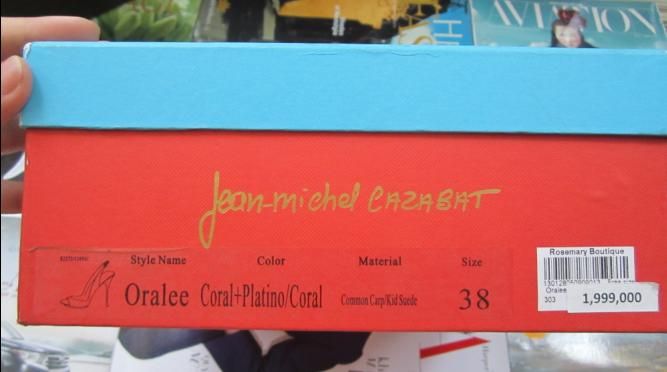 Jean-michel CAZABAT
Style Name Color Material Size
Oralee Coral+Platino/Coral Common Carp/Kid Suede 38
Rosemary Boutique
Oralee
303
1,999,000